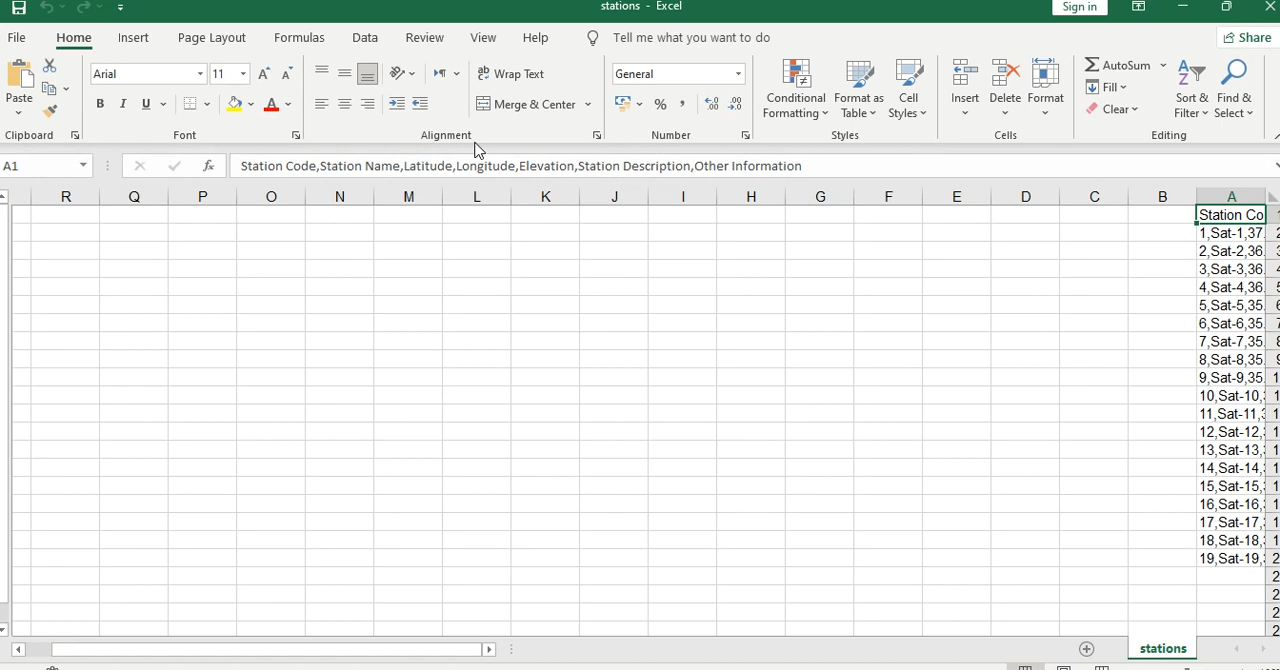 stations - Excel
Sign in
File Home Insert Page Layout Formulas Data Review View Help Tell me what you want to do Share
Paste
Arial 11
B I U A
Wrap Text
Merge & Center
General
%
Conditional Formatting
Format as Table
Cell Styles
Insert Delete Format
AutoSum
Fill
Clear
Sort & Filter
Find & Select
Clipboard Font Alignment Number Styles Cells Editing
A1 fx Station Code,Station Name,Latitude,Longitude,Elevation,Station Description,Other Information
R Q P O N M L K J I H G F E D C B A
Station Co
1,Sat-1,37. 2
2,Sat-2,36.
3,Sat-3,36.
4,Sat-4,36.
5,Sat-5,35.
6,Sat-6,35.
7,Sat-7,35.
8,Sat-8,35.
9,Sat-9,35.
10,Sat-10,
11,Sat-11,
12,Sat-12,
13,Sat-13,
14,Sat-14,
15,Sat-15,
16,Sat-16,
17,Sat-17,
18,Sat-18,
19,Sat-19,
stations